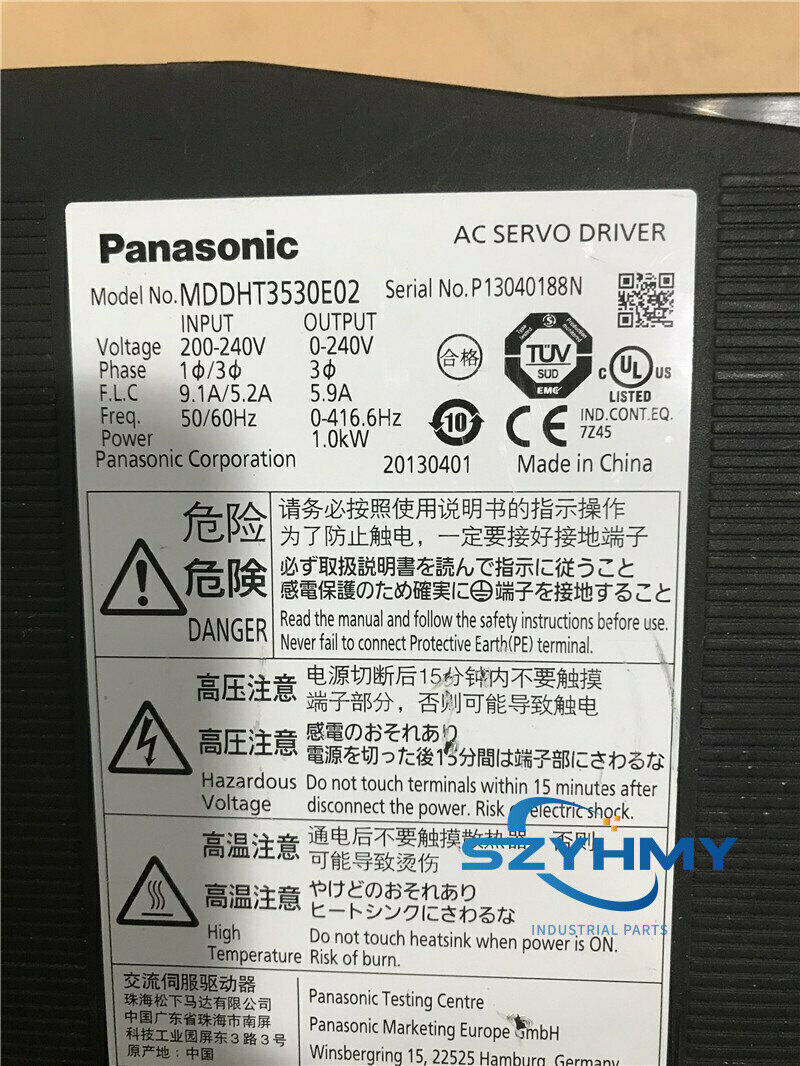 Panasonic
AC SERVO DRIVER
Model No. MDDHT3530E02 Serial No. P13040188N
INPUT OUTPUT
Voltage 200-240V 0-240V
Phase 1φ/3φ 3φ
F.L.C 9.1A/5.2A 5.9A
Freq. 50/60Hz 0-416.6Hz
Power 1.0kW
合格
TÜV
SÜD
EMC
10
CE
C UL US
LISTED
IND.CONT.EQ.
7Z45
Panasonic Corporation 20130401 Made in China
危险
危険
DANGER
请务必按照使用说明书的指示操作
为了防止触电，一定要接好接地端子
必ず取扱説明書を読んで指示に従うこと
感電保護のため確実に⏚端子を接地すること
Read the manual and follow the safety instructions before use.
Never fail to connect Protective Earth(PE) terminal.
高压注意
电源切断后15分钟内不要触摸
端子部分，否则可能导致触电
高圧注意
感電のおそれあり
電源を切った後15分間は端子部にさわるな
Hazardous
Voltage
Do not touch terminals within 15 minutes after
disconnect the power. Risk of electric shock.
高温注意
通电后不要触摸散热器，否则
可能导致烫伤
高温注意
やけどのおそれあり
ヒートシンクにさわるな
High
Temperature
Do not touch heatsink when power is ON.
Risk of burn.
SZYHMY
INDUSTRIAL PARTS
交流伺服驱动器
珠海松下马达有限公司
中国广东省珠海市南屏
科技工业园屏东３路３号
原产地：中国
Panasonic Testing Centre
Panasonic Marketing Europe GmbH
Winsbergring 15, 22525 Hamburg, Germany